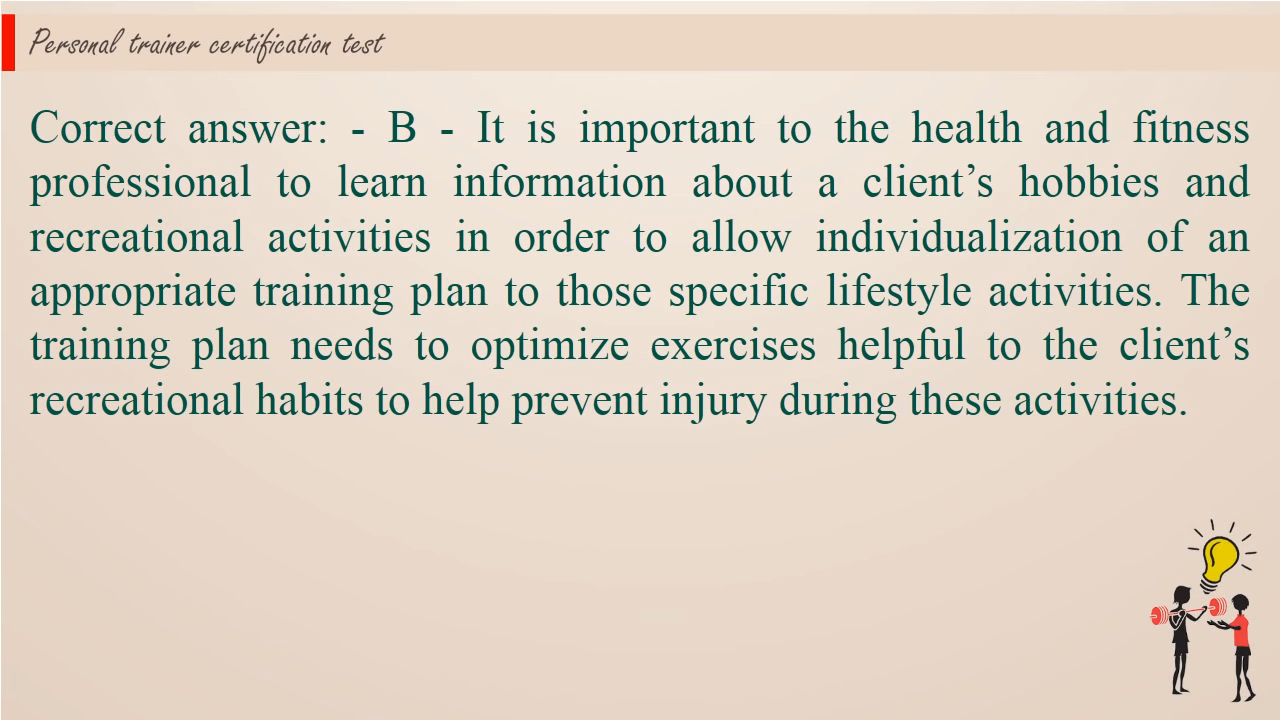 Personal trainer certification test
Correct answer: - B - It is important to the health and fitness
professional to learn information about a client’s hobbies and
recreational activities in order to allow individualization of an
appropriate training plan to those specific lifestyle activities. The
training plan needs to optimize exercises helpful to the client’s
recreational habits to help prevent injury during these activities.